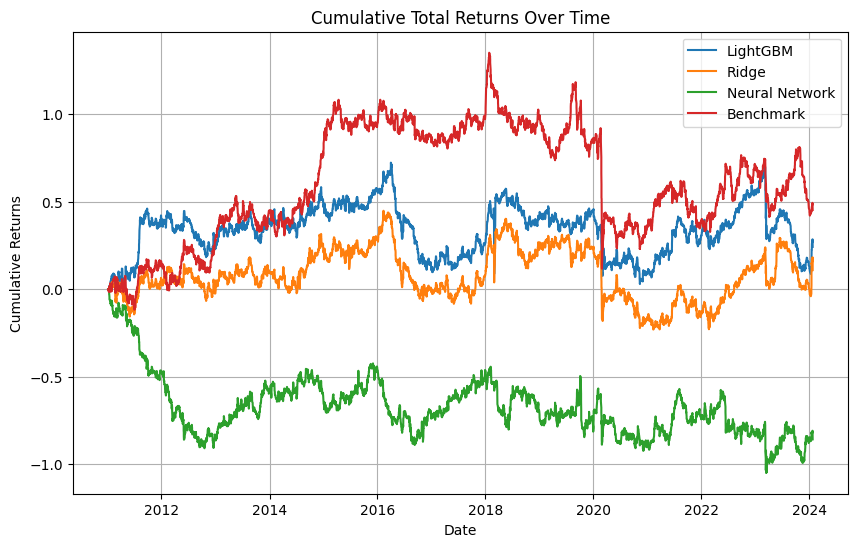 Cumulative Total Returns Over Time
LightGBM
Ridge
Neural Network
Benchmark
Cumulative Returns
1.0
0.5
0.0
−0.5
−1.0
2012 2014 2016 2018 2020 2022 2024
Date